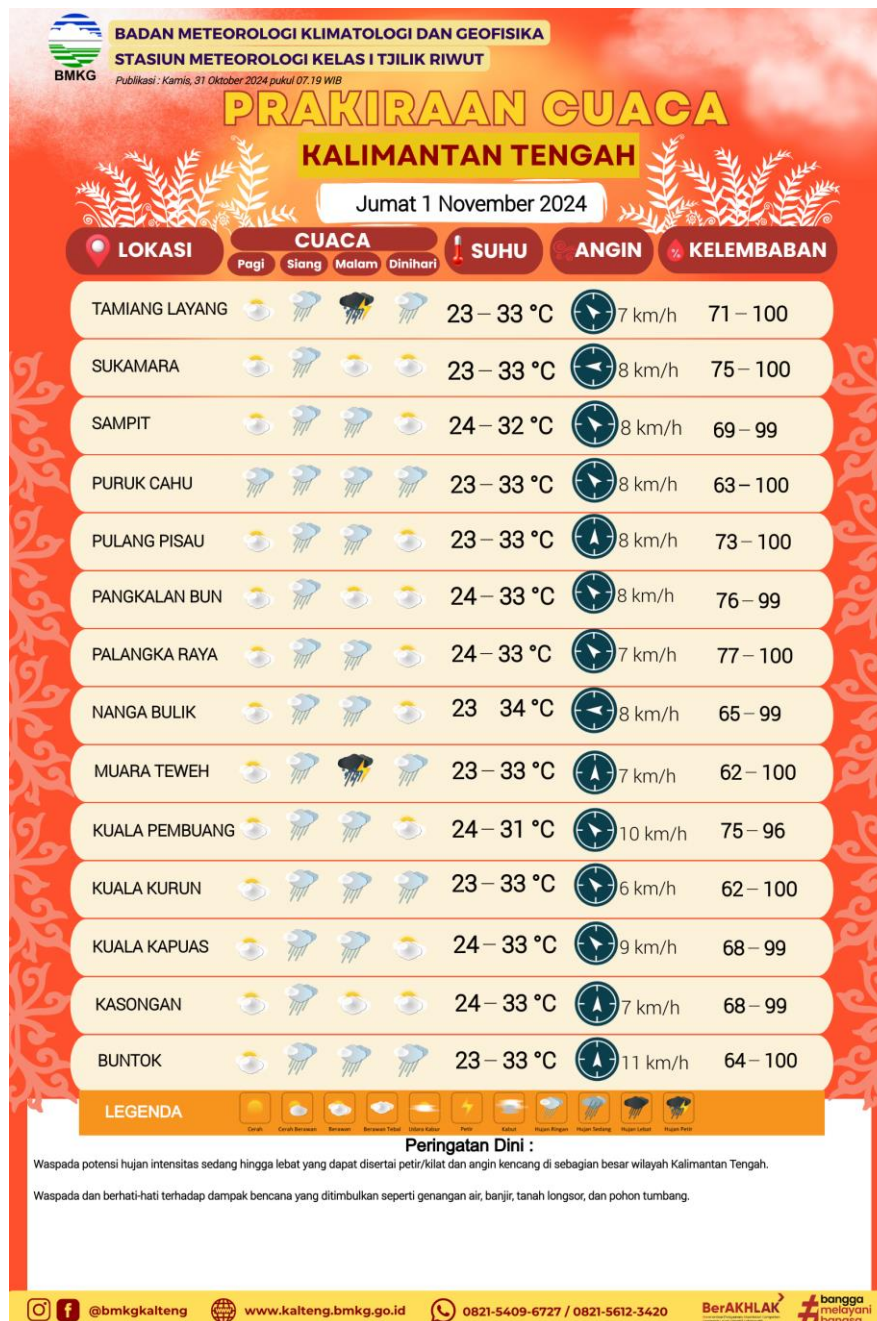 BADAN METEOROLOGI KLIMATOLOGI DAN GEOFISIKA
STASIUN METEOROLOGI KELAS I TJILIK RIWUT
BMKG
Publikasi : Kamis, 31 Oktober 2024 pukul 07.19 WIB
PRAKIRAAN CUACA
KALIMANTAN TENGAH
Jumat 1 November 2024
LOKASI CUACA SUHU ANGIN KELEMBABAN
Pagi Siang Malam Dinihari
TAMIANG LAYANG 23 – 33 °C 7 km/h 71 – 100
SUKAMARA 23 – 33 °C 8 km/h 75 – 100
SAMPIT 24 – 32 °C 8 km/h 69 – 99
PURUK CAHU 23 – 33 °C 8 km/h 63 – 100
PULANG PISAU 23 – 33 °C 8 km/h 73 – 100
PANGKALAN BUN 24 – 33 °C 8 km/h 76 – 99
PALANGKA RAYA 24 – 33 °C 7 km/h 77 – 100
NANGA BULIK 23 34 °C 8 km/h 65 – 99
MUARA TEWEH 23 – 33 °C 7 km/h 62 – 100
KUALA PEMBUANG 24 – 31 °C 10 km/h 75 – 96
KUALA KURUN 23 – 33 °C 6 km/h 62 – 100
KUALA KAPUAS 24 – 33 °C 9 km/h 68 – 99
KASONGAN 24 – 33 °C 7 km/h 68 – 99
BUNTOK 23 – 33 °C 11 km/h 64 – 100
LEGENDA
Cerah Cerah Berawan Berawan Berawan Tebal Udara Kabur Petir Kabut Hujan Ringan Hujan Sedang Hujan Lebat Hujan Petir
Peringatan Dini :
Waspada potensi hujan intensitas sedang hingga lebat yang dapat disertai petir/kilat dan angin kencang di sebagian besar wilayah Kalimantan Tengah.
Waspada dan berhati-hati terhadap dampak bencana yang ditimbulkan seperti genangan air, banjir, tanah longsor, dan pohon tumbang.
@bmkgkalteng www.kalteng.bmkg.go.id 0821-5409-6727 / 0821-5612-3420 BerAKHLAK
# bangga
melayani
bangsa